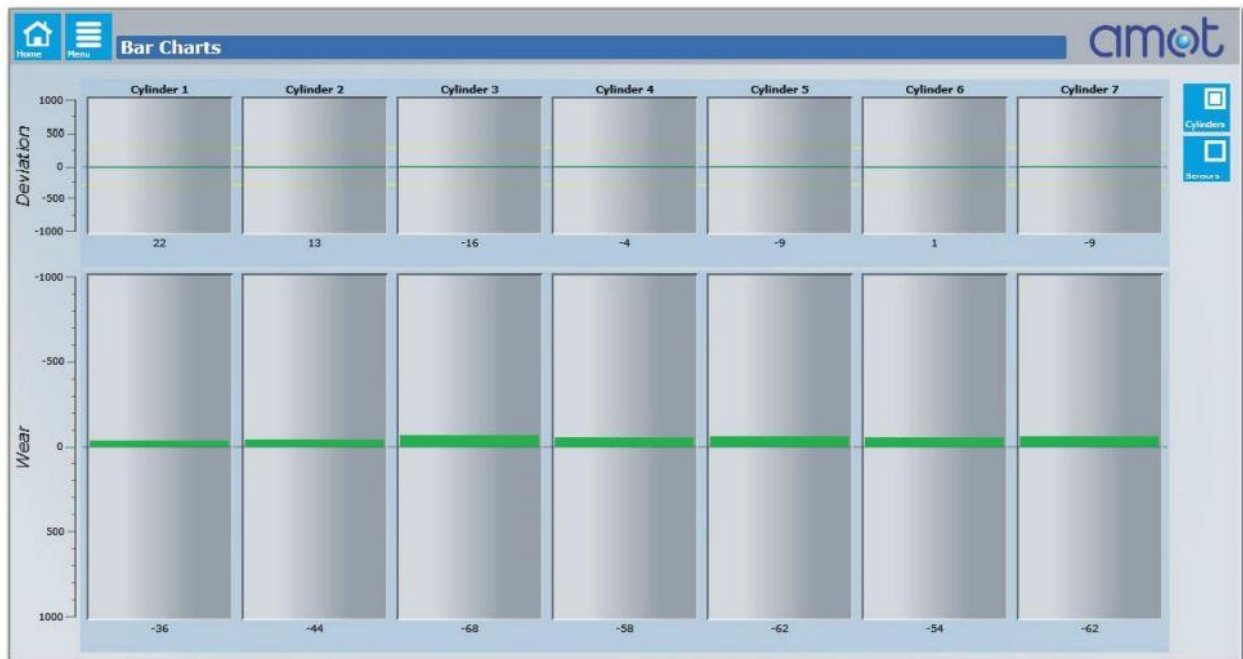 amot
Home Menu Bar Charts
Cylinder 1 Cylinder 2 Cylinder 3 Cylinder 4 Cylinder 5 Cylinder 6 Cylinder 7
Cylinders
Sensors
Deviation
1000
500
0
-500
-1000
22 13 -16 -4 -9 1 -9
Wear
-1000
-500
0
500
1000
-36 -44 -68 -58 -62 -54 -62